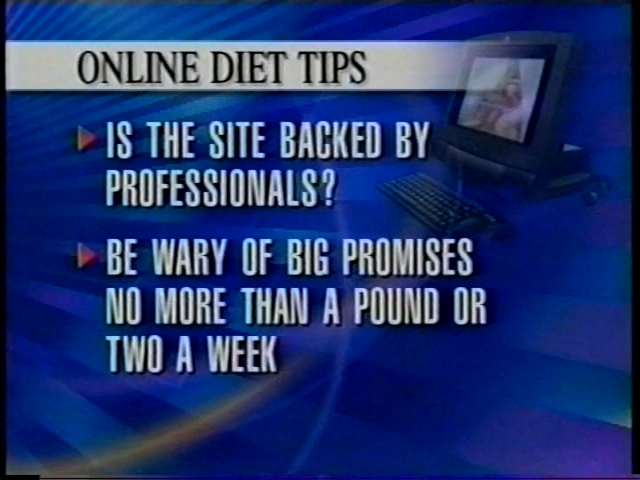 ONLINE DIET TIPS
IS THE SITE BACKED BY
PROFESSIONALS?
BE WARY OF BIG PROMISES
NO MORE THAN A POUND OR
TWO A WEEK